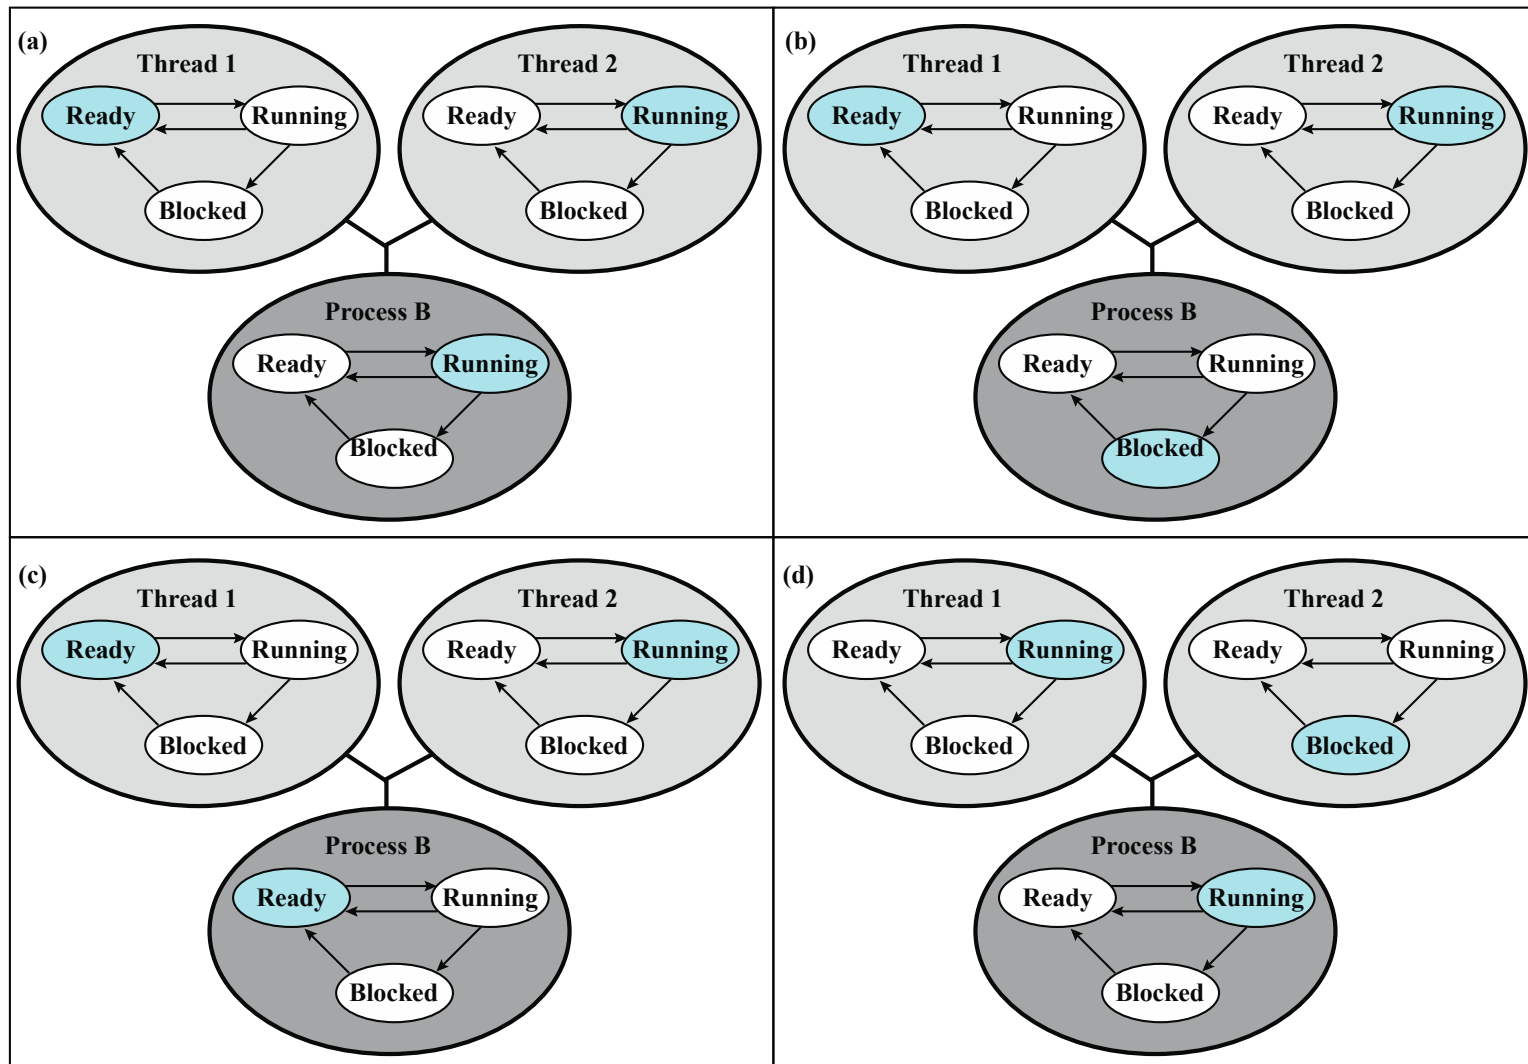 (a)
Thread 1
Thread 2
Ready
Running
Ready
Running
Blocked
Blocked
Process B
Ready
Running
Blocked
(b)
Thread 1
Thread 2
Ready
Running
Ready
Running
Blocked
Blocked
Process B
Ready
Running
Blocked
(c)
Thread 1
Thread 2
Ready
Running
Ready
Running
Blocked
Blocked
Process B
Ready
Running
Blocked
(d)
Thread 1
Thread 2
Ready
Running
Ready
Running
Blocked
Blocked
Process B
Ready
Running
Blocked